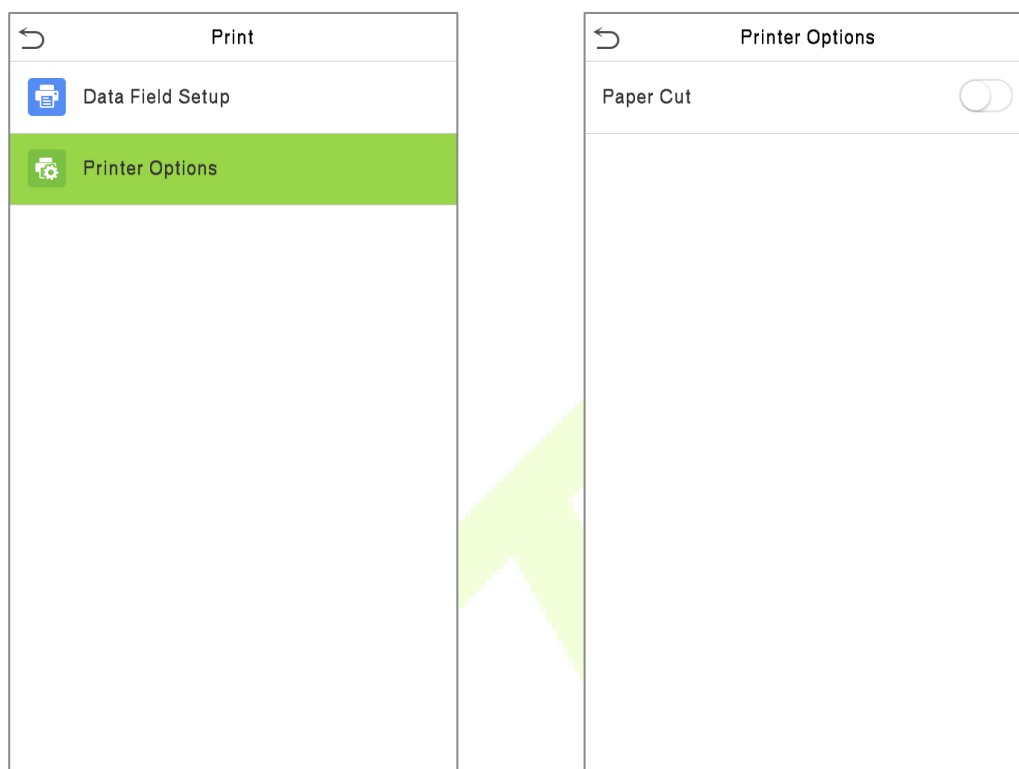 Print
Data Field Setup
Printer Options
Printer Options
Paper Cut